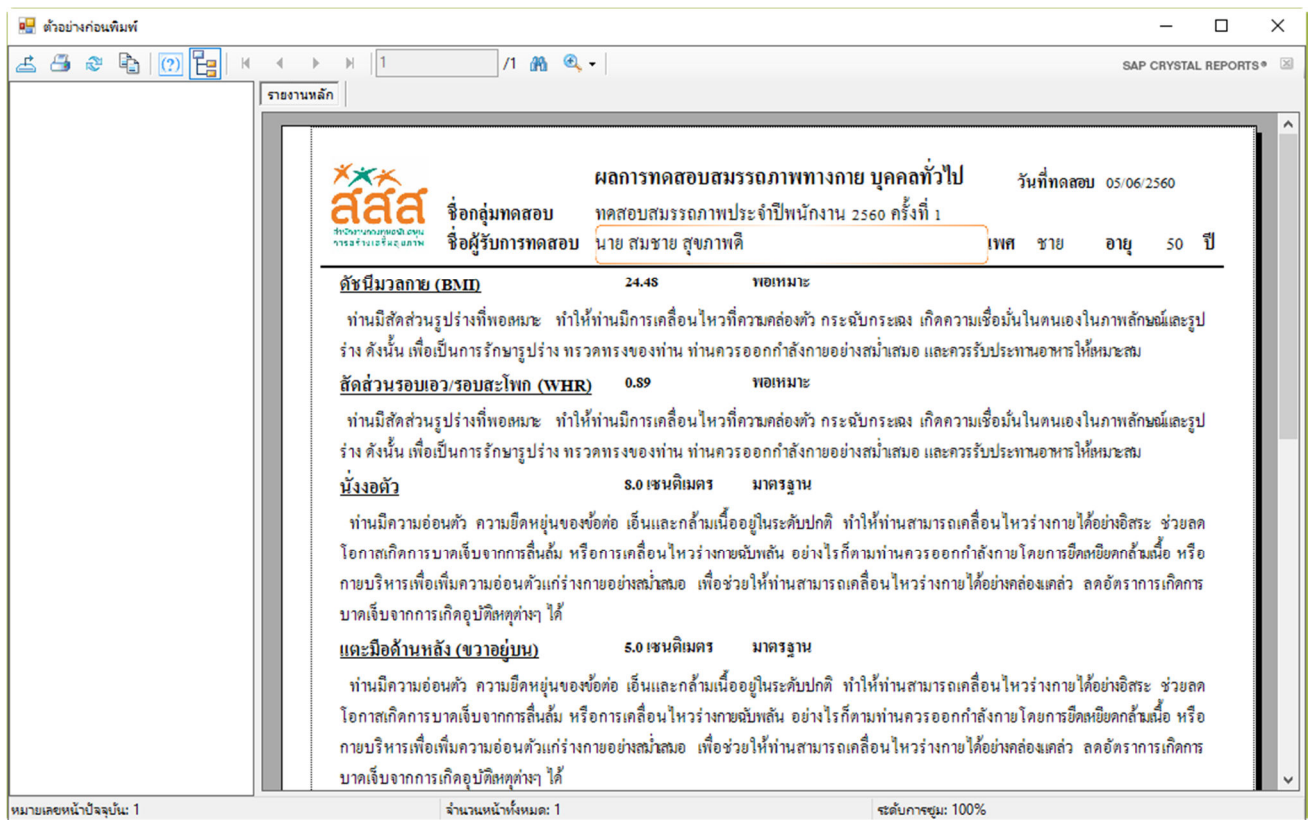 ตัวอย่างก่อนพิมพ์
1 /1 SAP CRYSTAL REPORTS®
รายงานหลัก
สสส
สำนักงานกองทุนสนับสนุน
การสร้างเสริมสุขภาพ
ผลการทดสอบสมรรถภาพทางกาย บุคคลทั่วไป วันที่ทดสอบ 05/06/2560
ชื่อกลุ่มทดสอบ ทดสอบสมรรถภาพประจำปีพนักงาน 2560 ครั้งที่ 1
ชื่อผู้รับการทดสอบ นาย สมชาย สุขภาพดี เพศ ชาย อายุ 50 ปี
ดัชนีมวลกาย (BMI) 24.48 พอเหมาะ
ท่านมีสัดส่วนรูปร่างที่พอเหมาะ ทำให้ท่านมีการเคลื่อนไหวที่ความคล่องตัว กระฉับกระเฉง เกิดความเชื่อมั่นในตนเองในภาพลักษณ์และรูป
ร่าง ดังนั้น เพื่อเป็นการรักษารูปร่าง ทรวดทรงของท่าน ท่านควรออกกำลังกายอย่างสม่ำเสมอ และควรรับประทานอาหารให้เหมาะสม
สัดส่วนรอบเอว/รอบสะโพก (WHR) 0.89 พอเหมาะ
ท่านมีสัดส่วนรูปร่างที่พอเหมาะ ทำให้ท่านมีการเคลื่อนไหวที่ความคล่องตัว กระฉับกระเฉง เกิดความเชื่อมั่นในตนเองในภาพลักษณ์และรูป
ร่าง ดังนั้น เพื่อเป็นการรักษารูปร่าง ทรวดทรงของท่าน ท่านควรออกกำลังกายอย่างสม่ำเสมอ และควรรับประทานอาหารให้เหมาะสม
นั่งงอตัว 8.0 เซนติเมตร มาตรฐาน
ท่านมีความอ่อนตัว ความยืดหยุ่นของข้อต่อ เอ็นและกล้ามเนื้ออยู่ในระดับปกติ ทำให้ท่านสามารถเคลื่อนไหวร่างกายได้อย่างอิสระ ช่วยลด
โอกาสเกิดการบาดเจ็บจากการลื่นล้ม หรือการเคลื่อนไหวร่างกายฉับพลัน อย่างไรก็ตามท่านควรออกกำลังกายโดยการยืดเหยียดกล้ามเนื้อ หรือ
กายบริหารเพื่อเพิ่มความอ่อนตัวแก่ร่างกายอย่างสม่ำเสมอ เพื่อช่วยให้ท่านสามารถเคลื่อนไหวร่างกายได้อย่างคล่องแคล่ว ลดอัตราการเกิดการ
บาดเจ็บจากการเกิดอุบัติเหตุต่างๆ ได้
แตะมือด้านหลัง (ขวาอยู่บน) 5.0 เซนติเมตร มาตรฐาน
ท่านมีความอ่อนตัว ความยืดหยุ่นของข้อต่อ เอ็นและกล้ามเนื้ออยู่ในระดับปกติ ทำให้ท่านสามารถเคลื่อนไหวร่างกายได้อย่างอิสระ ช่วยลด
โอกาสเกิดการบาดเจ็บจากการลื่นล้ม หรือการเคลื่อนไหวร่างกายฉับพลัน อย่างไรก็ตามท่านควรออกกำลังกายโดยการยืดเหยียดกล้ามเนื้อ หรือ
กายบริหารเพื่อเพิ่มความอ่อนตัวแก่ร่างกายอย่างสม่ำเสมอ เพื่อช่วยให้ท่านสามารถเคลื่อนไหวร่างกายได้อย่างคล่องแคล่ว ลดอัตราการเกิดการ
บาดเจ็บจากการเกิดอุบัติเหตุต่างๆ ได้
หมายเลขหน้าปัจจุบัน: 1 จำนวนหน้าทั้งหมด: 1 ระดับการซูม: 100%